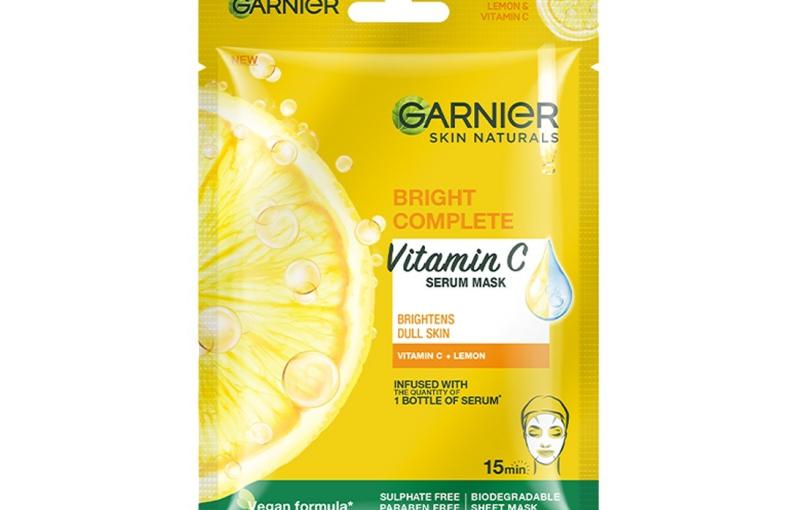 GARNIER
LEMON &
VITAMIN C
NEW
GARNIER
SKIN NATURALS
BRIGHT
COMPLETE
Vitamin C
SERUM MASK
BRIGHTENS
DULL SKIN
VITAMIN C + LEMON
INFUSED WITH
THE QUANTITY OF
1 BOTTLE OF SERUM*
15min
Vegan formula*
SULPHATE FREE
PARABEN FREE
BIODEGRADABLE
SHEET MASK